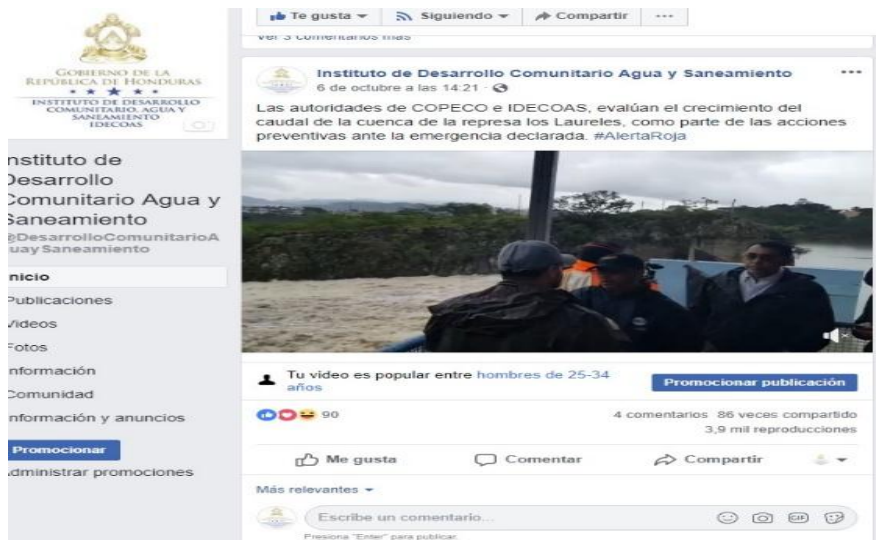 Te gusta
Siguiendo
Compartir
Ver 3 comentarios más
GOBIERNO DE LA
REPÚBLICA DE HONDURAS
INSTITUTO DE DESARROLLO
COMUNITARIO, AGUA Y
SANEAMIENTO
IDECOAS
nstituto de
Desarrollo
Comunitario Agua y
Saneamiento
@DesarrolloComunitarioA
guaySaneamiento
nicio
Publicaciones
Videos
Fotos
nformación
Comunidad
nformación y anuncios
Promocionar
Administrar promociones
Instituto de Desarrollo Comunitario Agua y Saneamiento
6 de octubre a las 14:21 ·
Las autoridades de COPECO e IDECOAS, evalúan el crecimiento del
caudal de la cuenca de la represa los Laureles, como parte de las acciones
preventivas ante la emergencia declarada. #AlertaRoja
Tu video es popular entre hombres de 25-34
años
Promocionar publicación
90
4 comentarios 86 veces compartido
3,9 mil reproducciones
Me gusta
Comentar
Compartir
Más relevantes
Escribe un comentario...
GIF
Presiona "Enter" para publicar.